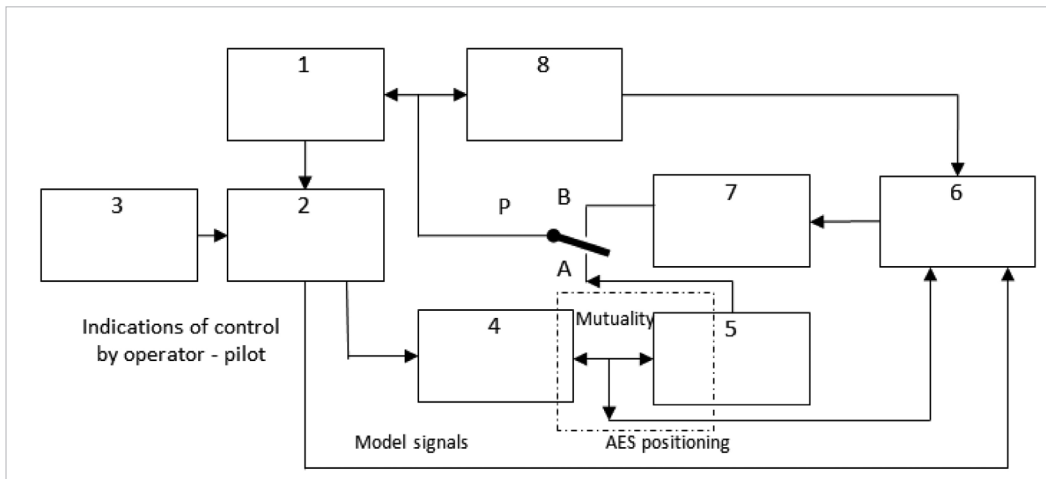 1
8
3
2
P
B
7
6
A
Indications of control
by operator - pilot
4
Mutuality
5
Model signals
AES positioning